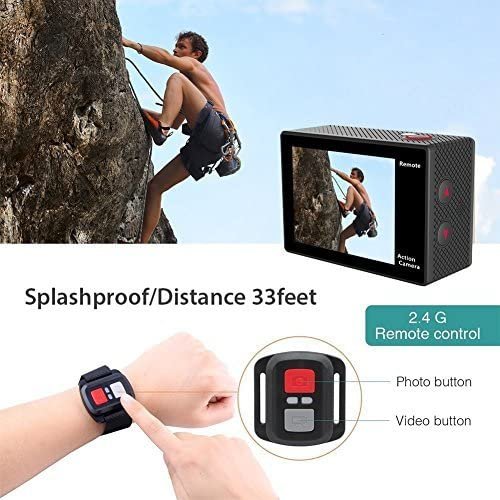 Remote
Action
Camera
Splashproof/Distance 33feet
2.4 G
Remote control
Photo button
Video button